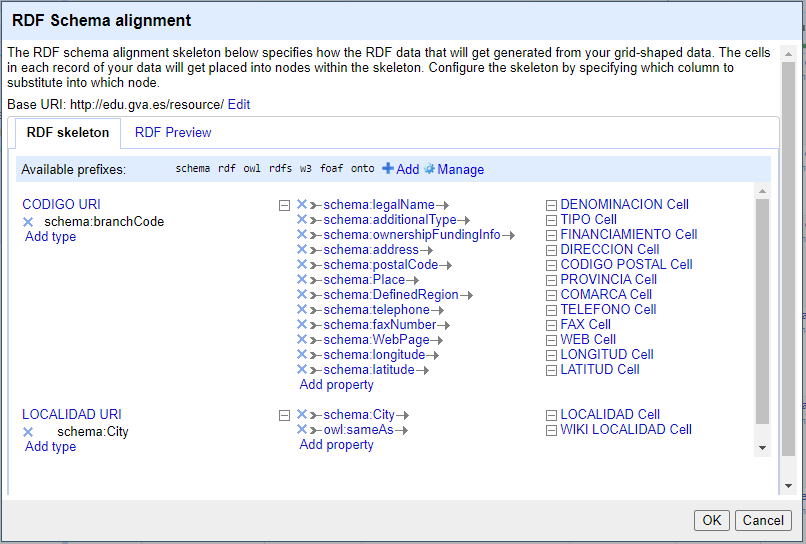 RDF Schema alignment
The RDF schema alignment skeleton below specifies how the RDF data that will get generated from your grid-shaped data. The cells
in each record of your data will get placed into nodes within the skeleton. Configure the skeleton by specifying which column to
substitute into which node.
Base URI: http://edu.gva.es/resource/ Edit
RDF skeleton RDF Preview
Available prefixes: schema rdf owl rdfs w3 foaf onto Add Manage
CODIGO URI schema:legalName DENOMINACION Cell
schema:branchCode schema:additionalType TIPO Cell
Add type schema:ownershipFundingInfo FINANCIAMIENTO Cell
schema:address DIRECCION Cell
schema:postalCode CODIGO POSTAL Cell
schema:Place PROVINCIA Cell
schema:DefinedRegion COMARCA Cell
schema:telephone TELEFONO Cell
schema:faxNumber FAX Cell
schema:WebPage WEB Cell
schema:longitude LONGITUD Cell
schema:latitude LATITUD Cell
Add property
LOCALIDAD URI schema:City LOCALIDAD Cell
schema:City owl:sameAs WIKI LOCALIDAD Cell
Add type Add property
OK Cancel